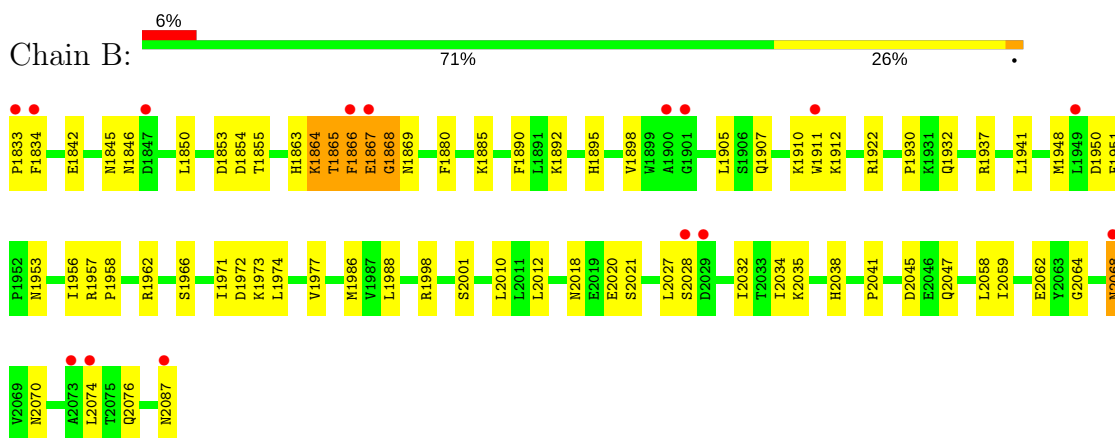 6%
Chain B:
71% 26% •
P1833 F1834 E1842 N1845 N1846 D1847 L1850 D1853 D1854 T1855 H1863 K1864 T1865 F1866 E1867 G1868 N1869 F1880 K1885 F1890 L1891 K1892 H1895 V1898 W1899 A1900 G1901 L1905 S1906 Q1907 K1910 W1911 K1912 R1922 P1930 K1931 Q1932 R1937 L1941 M1948 L1949 D1950
P1952 N1953 I1956 R1957 P1958 R1962 S1966 I1971 D1972 K1973 L1974 V1977 M1986 V1987 L1988 R1998 S2001 L2010 L2011 L2012 N2018 E2019 E2020 S2021 L2027 S2028 D2029 I2032 T2033 I2034 K2035 H2038 P2041 D2045 E2046 Q2047 L2058 I2059 E2062 Y2063 G2064 N2068
V2069 N2070 A2073 L2074 T2075 Q2076 N2087